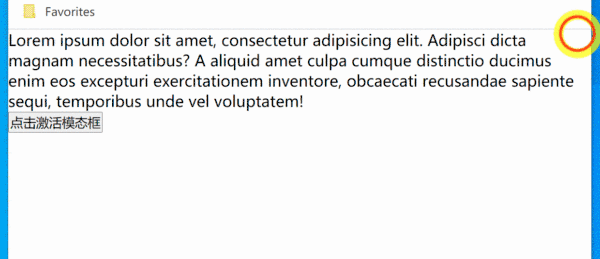 Favorites
Lorem ipsum dolor sit amet, consectetur adipisicing elit. Adipisci dicta
magnam necessitatibus? A aliquid amet culpa cumque distinctio ducimus
enim eos excepturi exercitationem inventore, obcaecati recusandae sapiente
sequi, temporibus unde vel voluptatem!
点击激活模态框